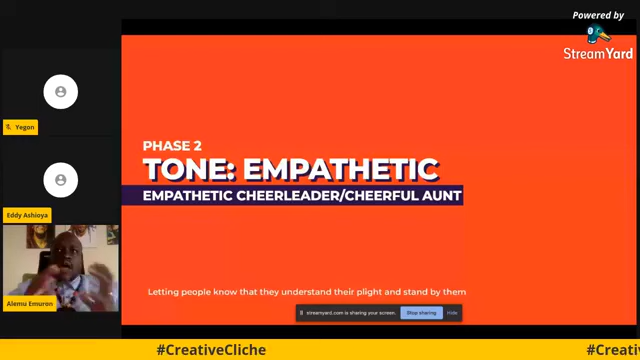 Powered by
StreamYard
PHASE 2
TONE: EMPATHETIC
EMPATHETIC CHEERLEADER/CHEERFUL AUNT
Yegon
Eddy Ashioya
Alemu Emuron
Letting people know that they understand their plight and stand by them
streamyard.com is sharing your screen.
Stop sharing
Hide
#CreativeCliche
#Creativ